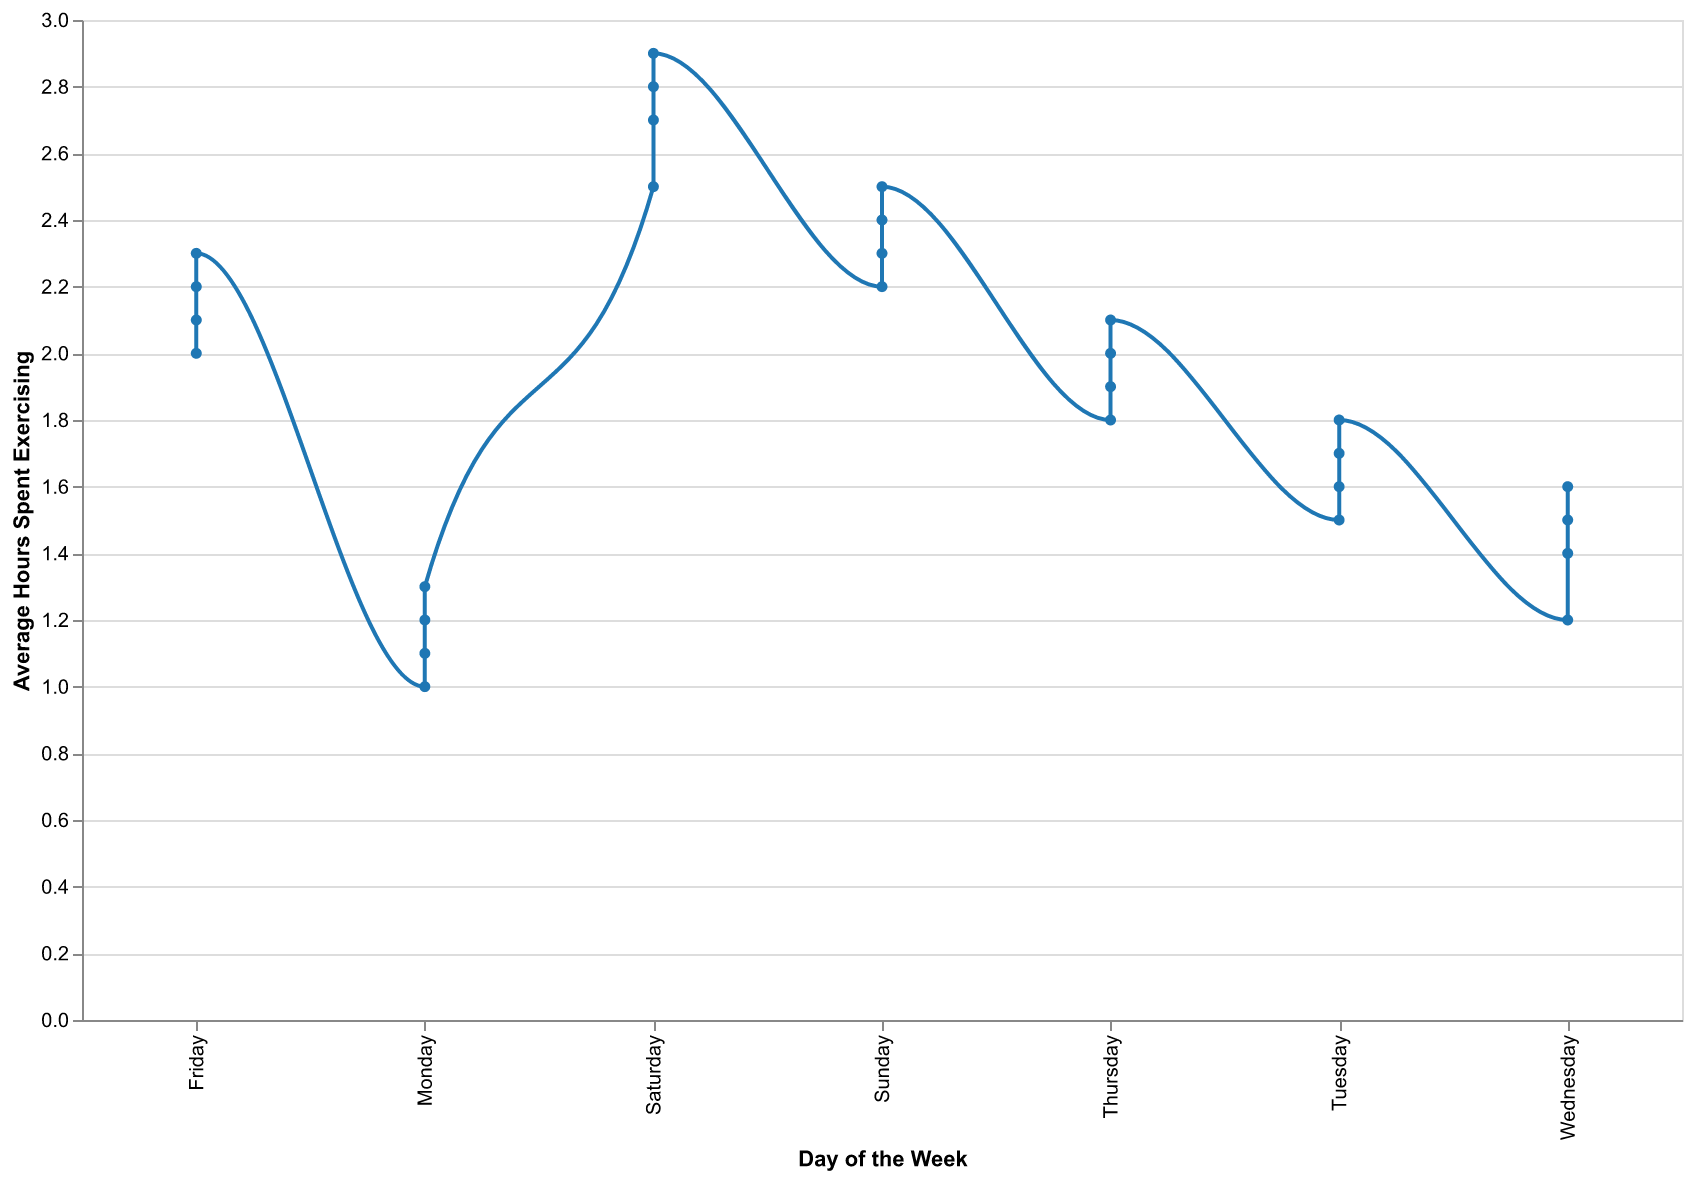 3.0
2.8
2.6
2.4
2.2
2.0
1.8
1.6
1.4
1.2
1.0
0.8
0.6
0.4
0.2
0.0
Average Hours Spent Exercising
Friday
Monday
Saturday
Sunday
Thursday
Tuesday
Wednesday
Day of the Week